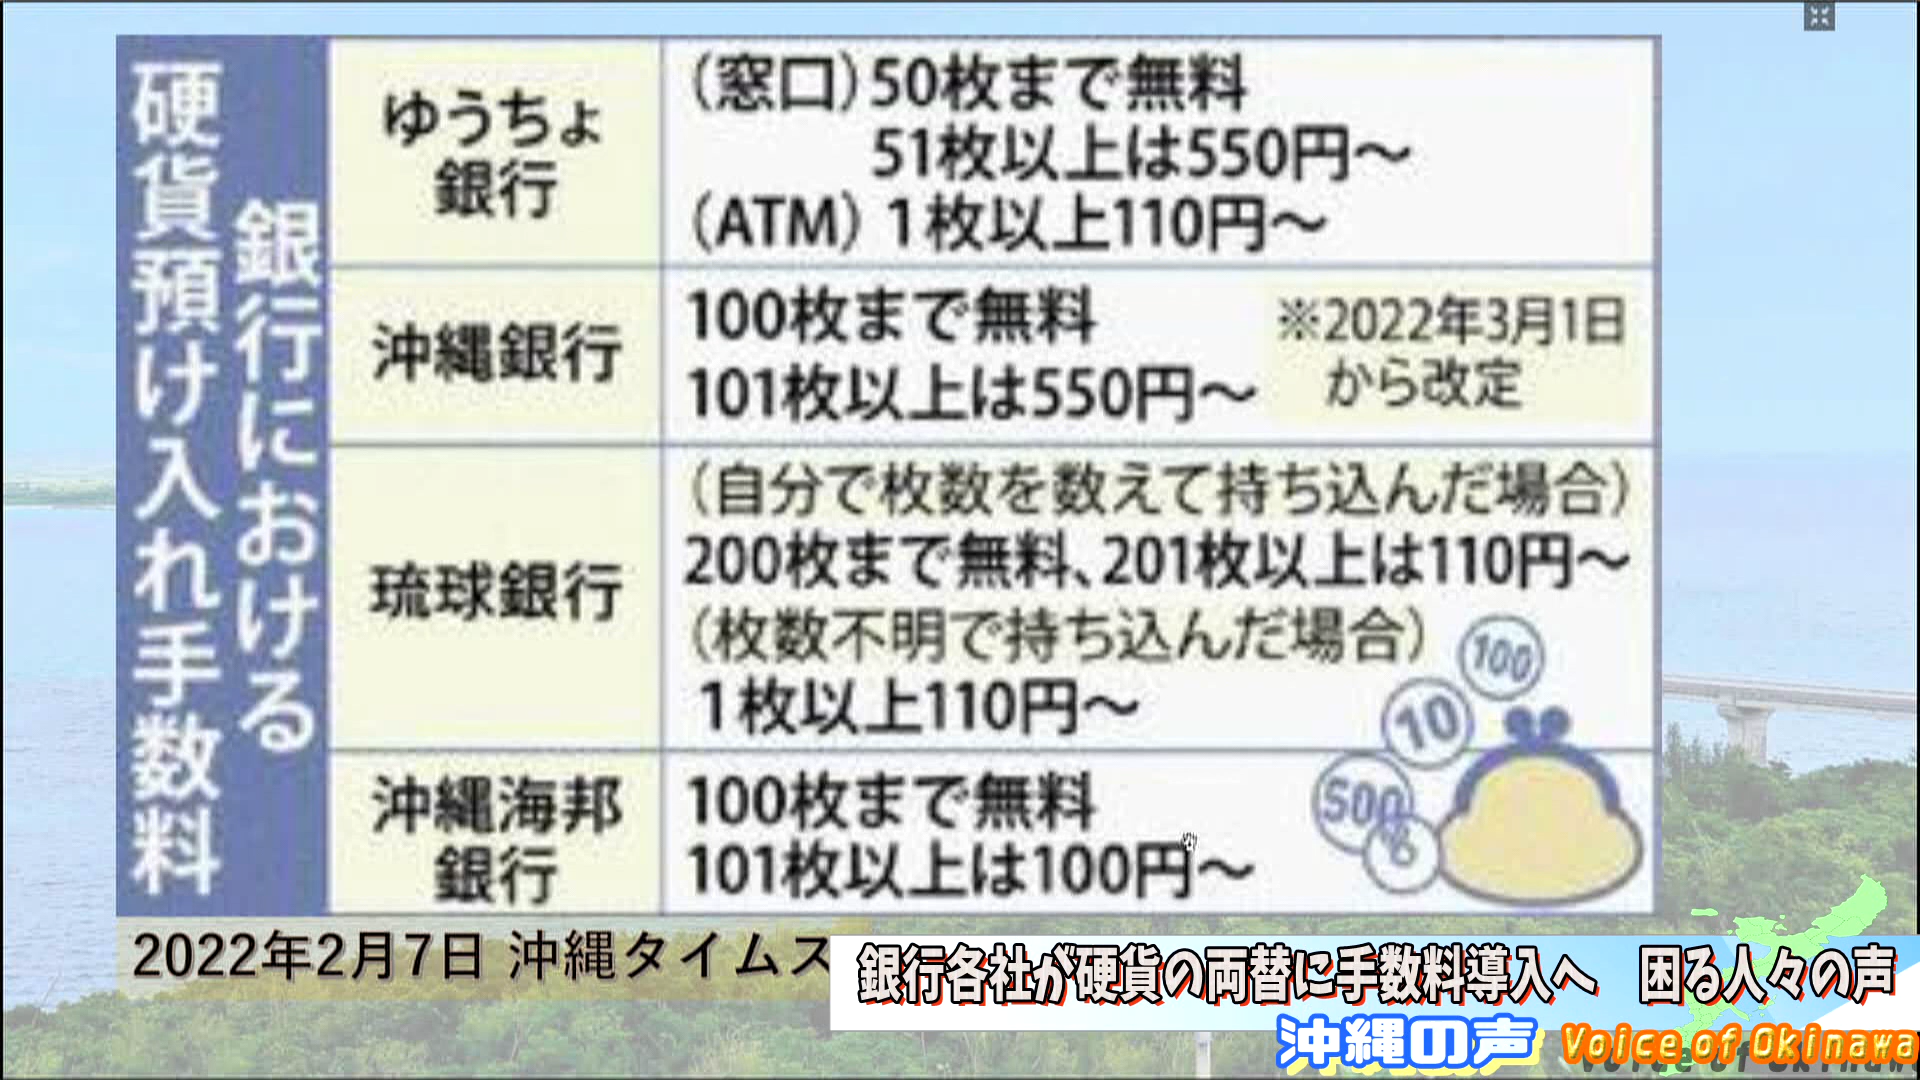 銀行における
硬貨預け入れ手数料
ゆうちょ
銀行
（窓口）50枚まで無料
51枚以上は550円〜
（ATM）1枚以上110円〜
沖縄銀行
100枚まで無料
101枚以上は550円〜
※2022年3月1日
から改定
琉球銀行
（自分で枚数を数えて持ち込んだ場合）
200枚まで無料、201枚以上は110円〜
（枚数不明で持ち込んだ場合）
1枚以上110円〜
沖縄海邦
銀行
100枚まで無料
101枚以上は100円〜
100
10
500
2022年2月7日 沖縄タイムス
銀行各社が硬貨の両替に手数料導入へ　困る人々の声
沖縄の声 Voice of Okinawa